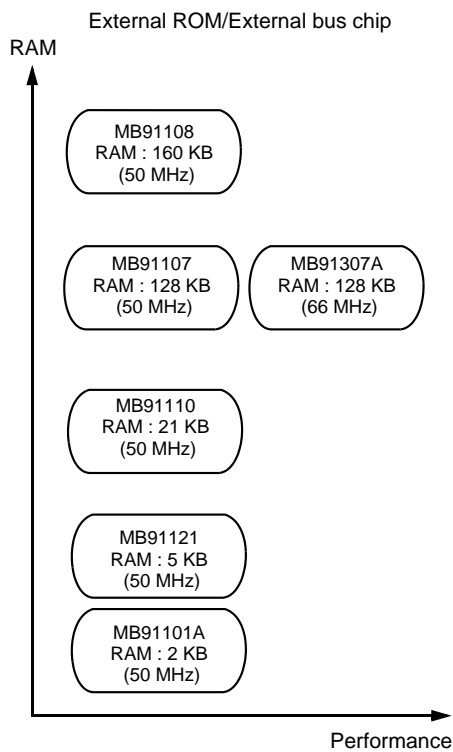 External ROM/External bus chip
RAM
MB91108
RAM : 160 KB
(50 MHz)
MB91107
RAM : 128 KB
(50 MHz)
MB91307A
RAM : 128 KB
(66 MHz)
MB91110
RAM : 21 KB
(50 MHz)
MB91121
RAM : 5 KB
(50 MHz)
MB91101A
RAM : 2 KB
(50 MHz)
Performance